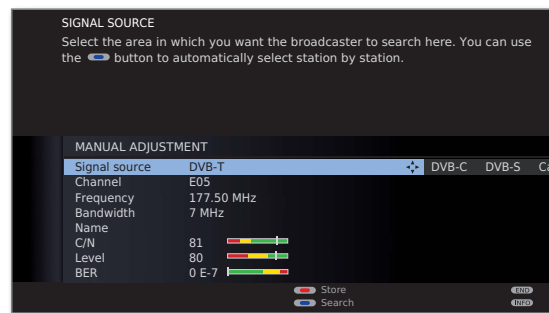 SIGNAL SOURCE
Select the area in which you want the broadcaster to search here. You can use
the button to automatically select station by station.
MANUAL ADJUSTMENT
Signal source DVB-T DVB-C DVB-S Ca
Channel E05
Frequency 177.50 MHz
Bandwidth 7 MHz
Name
C/N 81
Level 80
BER 0 E-7
Store END
Search INFO